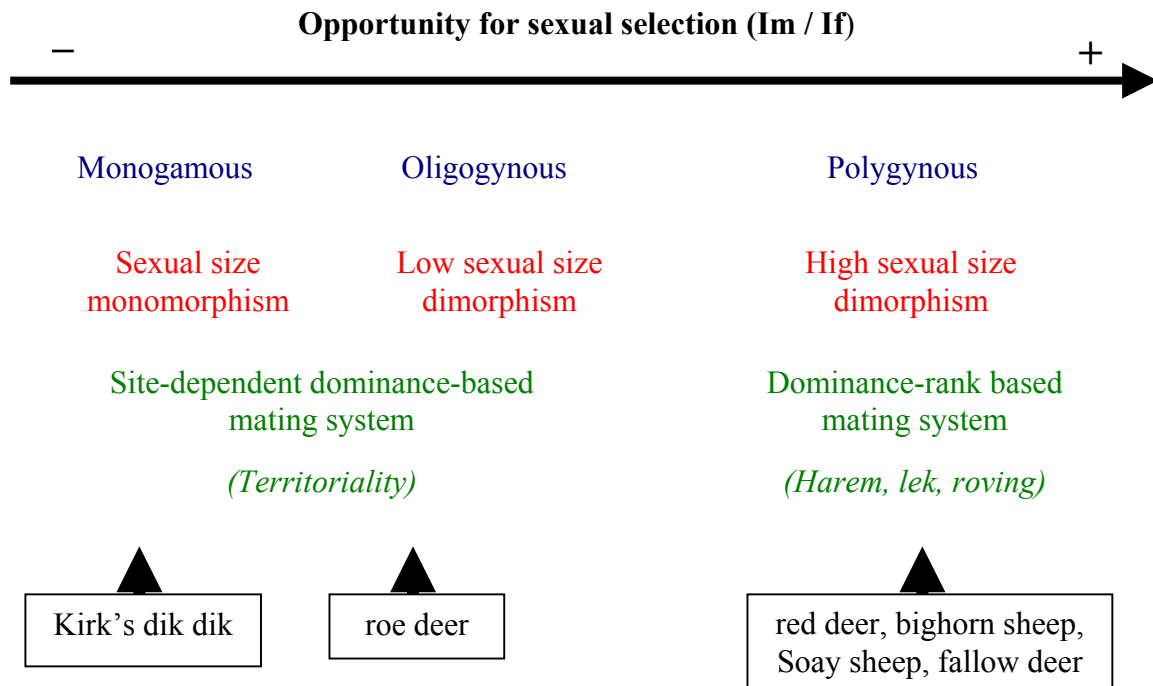 Opportunity for sexual selection (Im / If)
– +
Monogamous Oligogynous Polygynous
Sexual size Low sexual size High sexual size
monomorphism dimorphism dimorphism
Site-dependent dominance-based Dominance-rank based
mating system mating system
(Territoriality) (Harem, lek, roving)
Kirk’s dik dik roe deer red deer, bighorn sheep,
Soay sheep, fallow deer